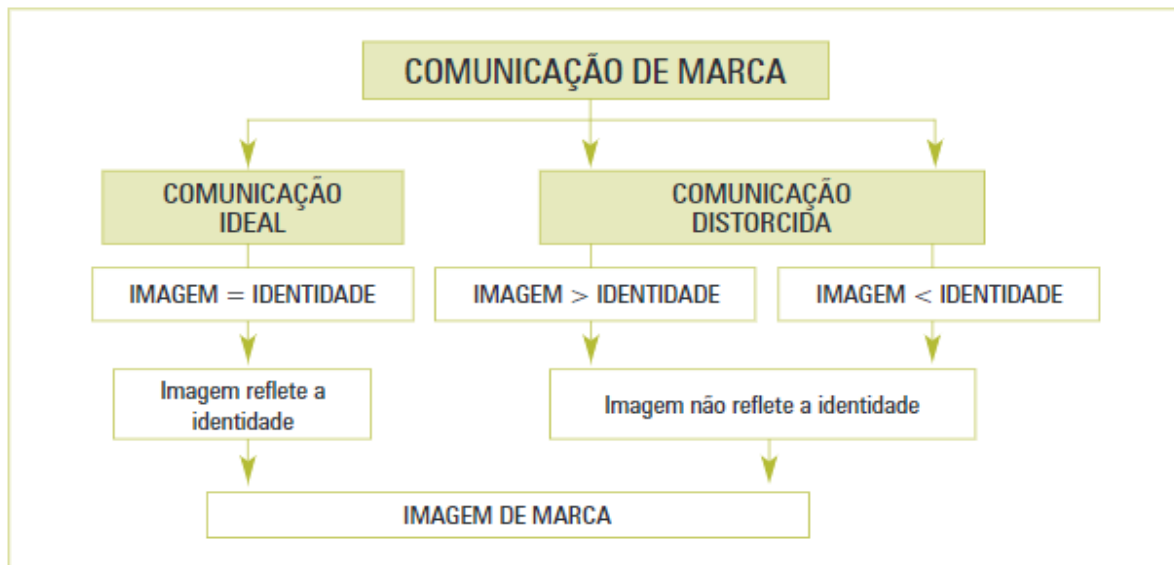 COMUNICAÇÃO DE MARCA
COMUNICAÇÃO
IDEAL
COMUNICAÇÃO
DISTORCIDA
IMAGEM = IDENTIDADE
IMAGEM > IDENTIDADE
IMAGEM < IDENTIDADE
Imagem reflete a
identidade
Imagem não reflete a identidade
IMAGEM DE MARCA